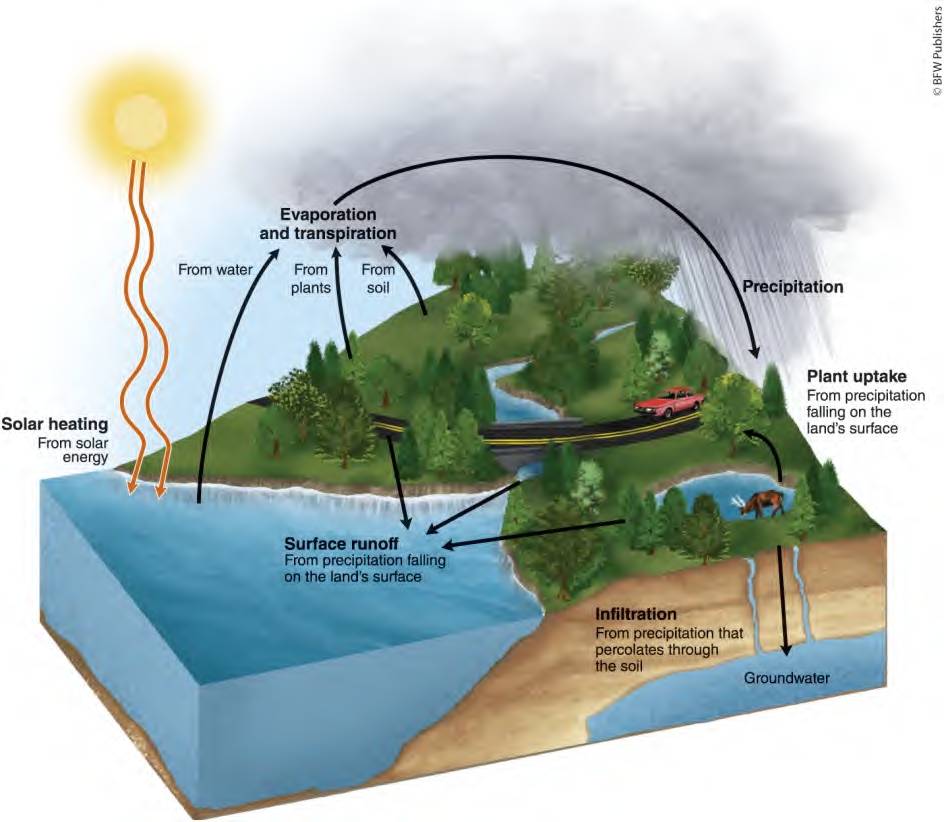 © BFW Publishers
Evaporation
and transpiration
From water
From
plants
From
soil
Precipitation
Plant uptake
From precipitation
falling on the
land's surface
Solar heating
From solar
energy
Surface runoff
From precipitation falling
on the land's surface
Infiltration
From precipitation that
percolates through
the soil
Groundwater